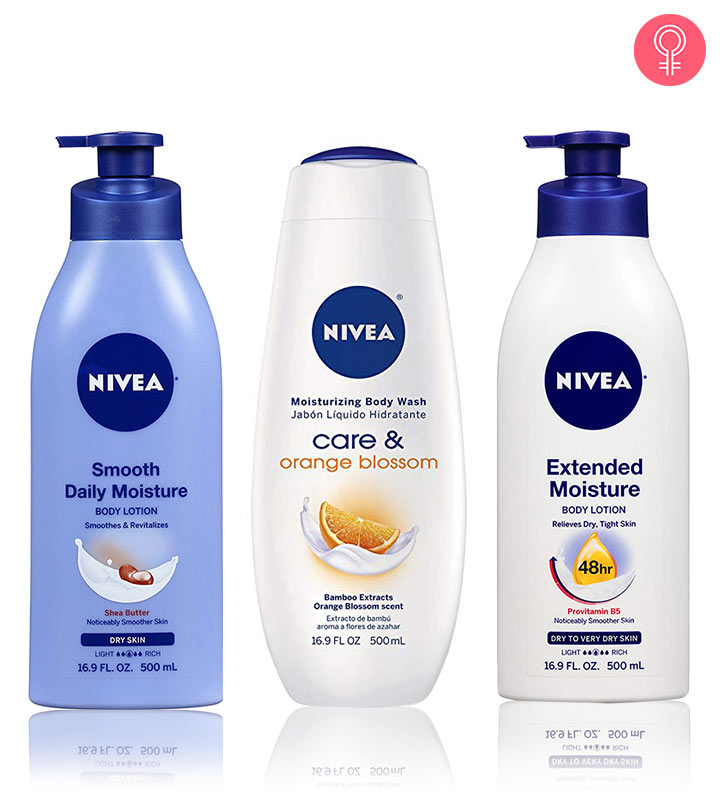 NIVEA
Smooth
Daily Moisture
BODY LOTION
Smoothes & Revitalizes
Shea Butter
Noticeably Smoother Skin
DRY SKIN
LIGHT RICH
16.9 FL. OZ. 500 mL
NIVEA®
Moisturizing Body Wash
Jabón Líquido Hidratante
care &
orange blossom
Bamboo Extracts
Orange Blossom scent
Extracto de bambú
aroma a flores de azahar
16.9 FL OZ 500mL
NIVEA
Extended
Moisture
BODY LOTION
Relieves Dry, Tight Skin
48hr
Provitamin B5
Noticeably Smoother Skin
DRY TO VERY DRY SKIN
LIGHT RICH
16.9 FL. OZ. 500 mL